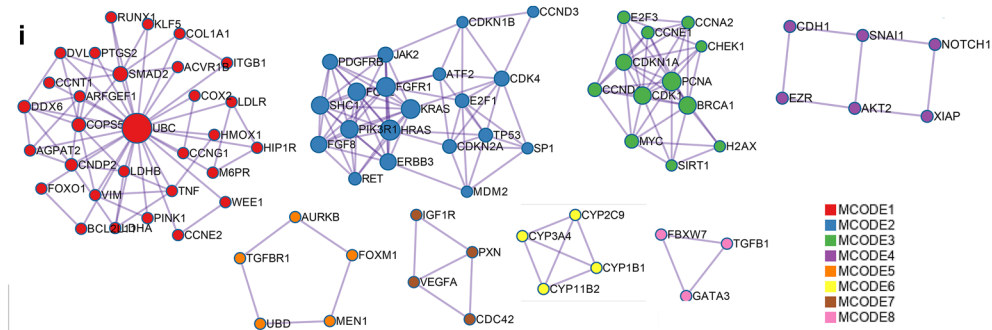 i
RUNX1
KLF5
COL1A1
DVL1
PTGS2
SMAD2
ACVR1B
ITGB1
CCNT1
ARFGEF1
COX2
LDLR
DDX6
COPS5
UBC
HMOX1
HIP1R
AGPAT2
CCNG1
CNDP2
LDHB
M6PR
FOXO1
VIM
TNF
WEE1
PINK1
BCL2L1
LDHA
CCNE2
CCND3
CDKN1B
JAK2
PDGFRB
ATF2
CDK4
FGFR1
SHC1
KRAS
E2F1
PIK3R1
HRAS
TP53
FGF8
CDKN2A
SP1
ERBB3
RET
MDM2
E2F3
CCNA2
CCNE1
CHEK1
CDKN1A
PCNA
CCND
CDK1
BRCA1
MYC
H2AX
SIRT1
CDH1
SNAI1
NOTCH1
EZR
AKT2
XIAP
AURKB
TGFBR1
FOXM1
UBD
MEN1
IGF1R
PXN
VEGFA
CDC42
CYP2C9
CYP3A4
CYP1B1
CYP11B2
FBXW7
TGFB1
GATA3
MCODE1
MCODE2
MCODE3
MCODE4
MCODE5
MCODE6
MCODE7
MCODE8